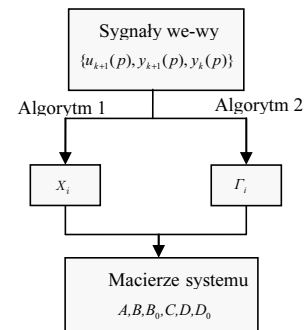 Sygnały we-wy
{u_{k+1}(p), y_{k+1}(p), y_k(p)}
Algorytm 1
Algorytm 2
X_i
Γ_i
Macierze systemu
A,B,B_0,C,D,D_0